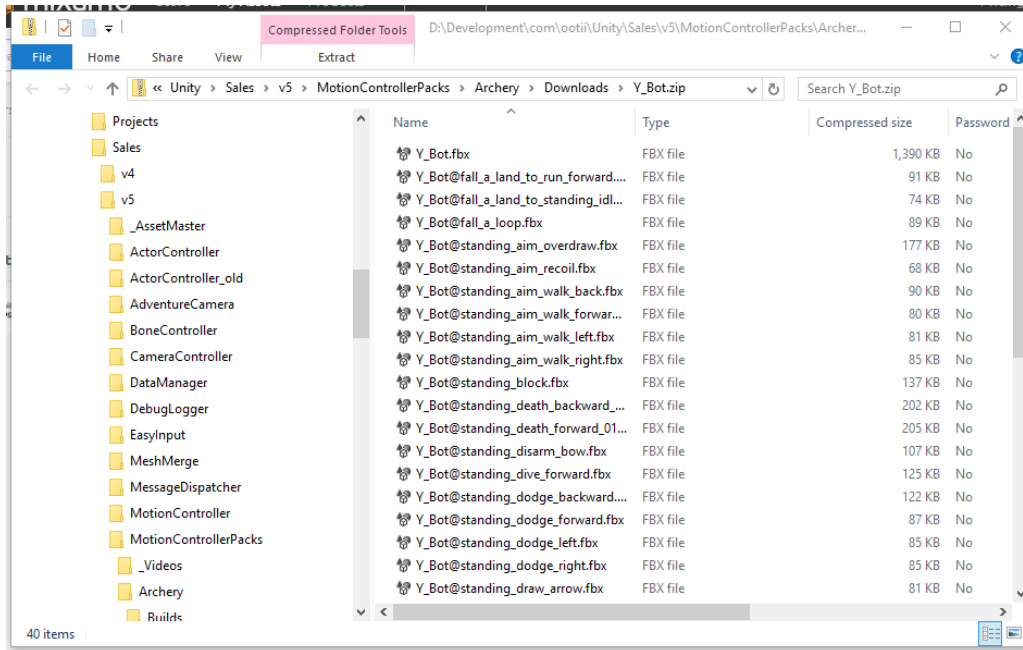 Compressed Folder Tools
D:\Development\com\ootii\Unity\Sales\v5\MotionControllerPacks\Archer...
File Home Share View Extract
« Unity > Sales > v5 > MotionControllerPacks > Archery > Downloads > Y_Bot.zip
Search Y_Bot.zip
Projects
Sales
v4
v5
_AssetMaster
ActorController
ActorController_old
AdventureCamera
BoneController
CameraController
DataManager
DebugLogger
EasyInput
MeshMerge
MessageDispatcher
MotionController
MotionControllerPacks
_Videos
Archery
Builds
Name Type Compressed size Password
Y_Bot.fbx FBX file 1,390 KB No
Y_Bot@fall_a_land_to_run_forward.... FBX file 91 KB No
Y_Bot@fall_a_land_to_standing_idl... FBX file 74 KB No
Y_Bot@fall_a_loop.fbx FBX file 89 KB No
Y_Bot@standing_aim_overdraw.fbx FBX file 177 KB No
Y_Bot@standing_aim_recoil.fbx FBX file 68 KB No
Y_Bot@standing_aim_walk_back.fbx FBX file 90 KB No
Y_Bot@standing_aim_walk_forwar... FBX file 80 KB No
Y_Bot@standing_aim_walk_left.fbx FBX file 81 KB No
Y_Bot@standing_aim_walk_right.fbx FBX file 85 KB No
Y_Bot@standing_block.fbx FBX file 137 KB No
Y_Bot@standing_death_backward_... FBX file 202 KB No
Y_Bot@standing_death_forward_01... FBX file 205 KB No
Y_Bot@standing_disarm_bow.fbx FBX file 107 KB No
Y_Bot@standing_dive_forward.fbx FBX file 125 KB No
Y_Bot@standing_dodge_backward.... FBX file 122 KB No
Y_Bot@standing_dodge_forward.fbx FBX file 87 KB No
Y_Bot@standing_dodge_left.fbx FBX file 85 KB No
Y_Bot@standing_dodge_right.fbx FBX file 85 KB No
Y_Bot@standing_draw_arrow.fbx FBX file 81 KB No
40 items